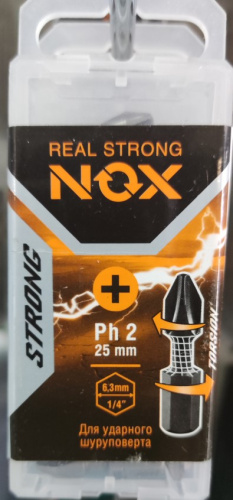 REAL STRONG
NOX
STRONG
Ph 2
25 mm
TORSION
6,3mm
1/4"
Для ударного
шуруповерта